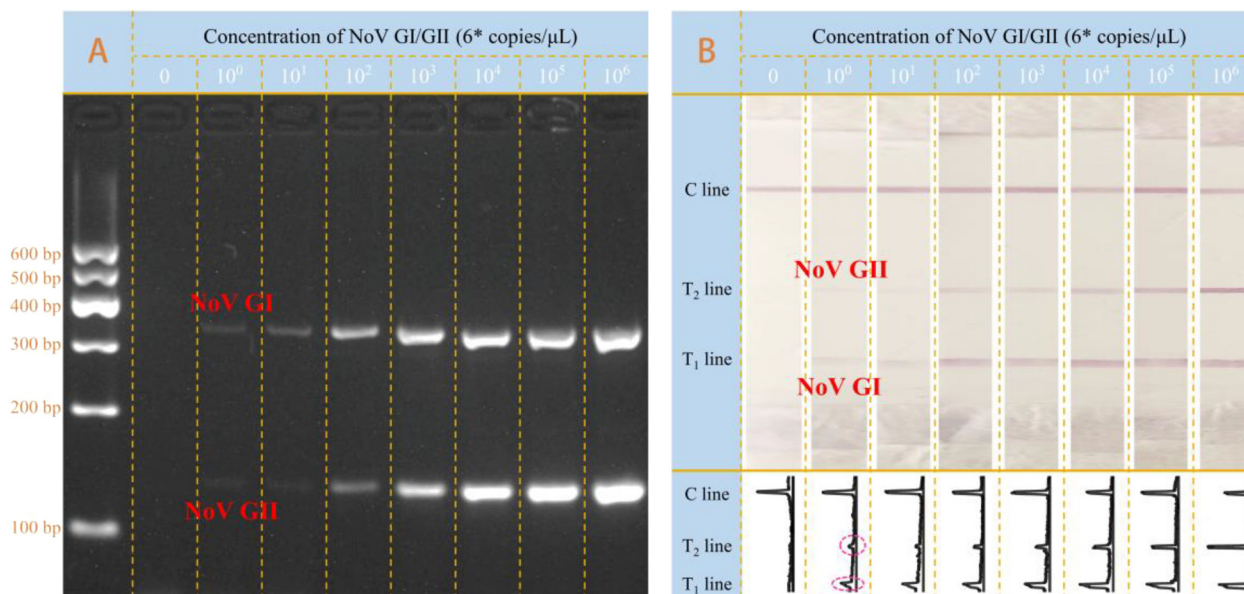 A
Concentration of NoV GI/GII (6* copies/μL)
0 10⁰ 10¹ 10² 10³ 10⁴ 10⁵ 10⁶
600 bp
500 bp
400 bp
300 bp
200 bp
100 bp
NoV GI
NoV GII
B
Concentration of NoV GI/GII (6* copies/μL)
0 10⁰ 10¹ 10² 10³ 10⁴ 10⁵ 10⁶
C line
NoV GII
T₂ line
T₁ line
NoV GI
C line
T₂ line
T₁ line